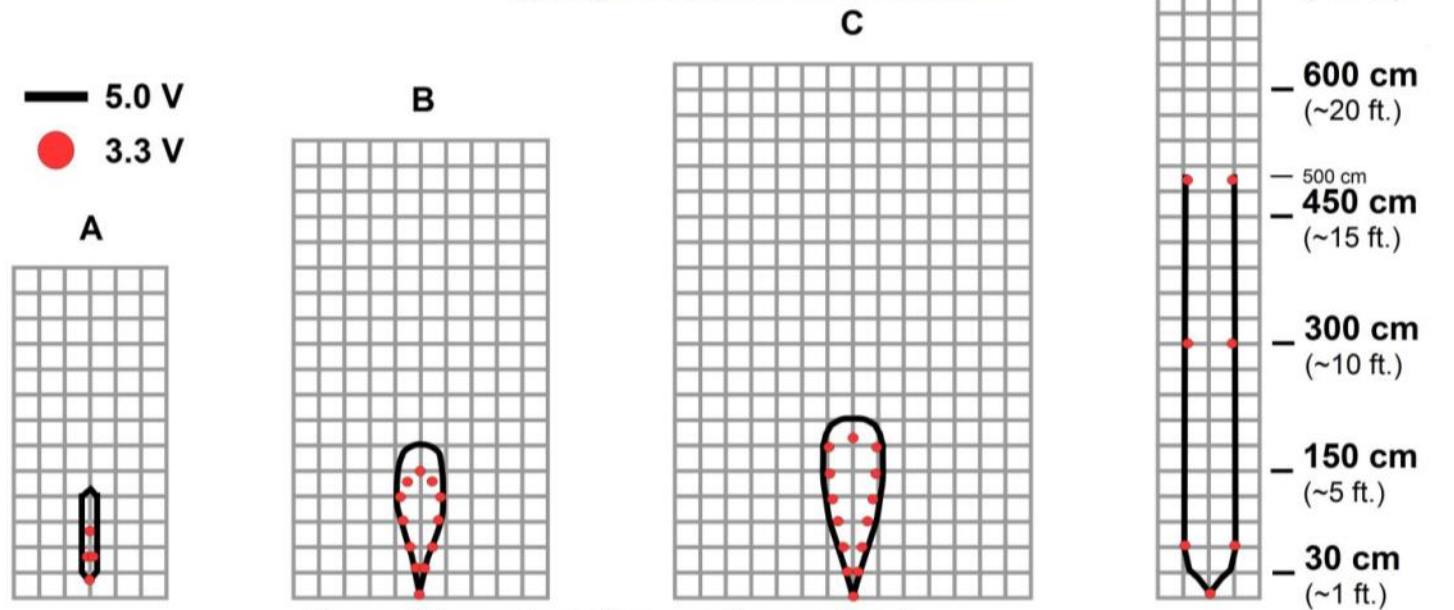 C
5.0 V
B
3.3 V
A
600 cm
(~20 ft.)
500 cm
450 cm
(~15 ft.)
300 cm
(~10 ft.)
150 cm
(~5 ft.)
30 cm
(~1 ft.)